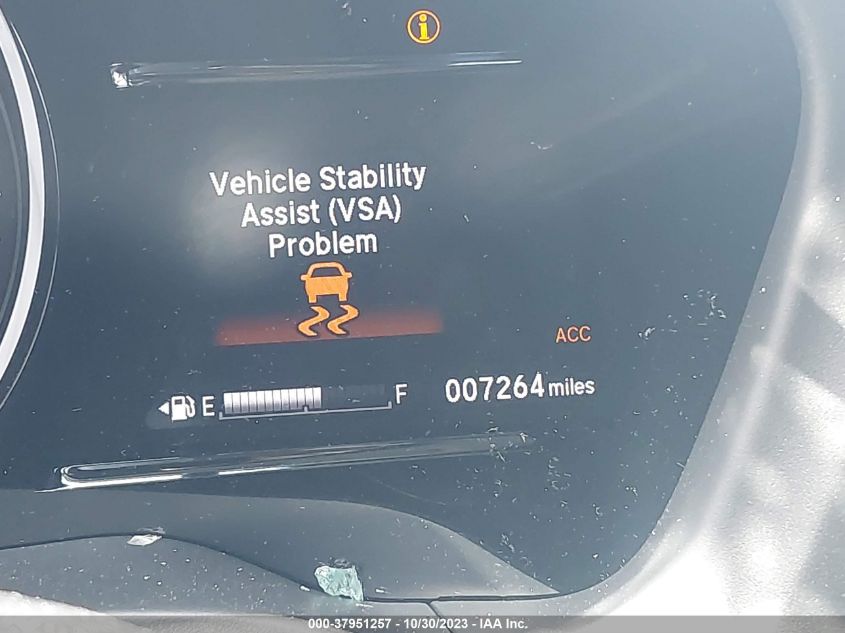 i
Vehicle Stability
Assist (VSA)
Problem
ACC
E F 007264 miles
000-37951257 - 10/30/2023 - IAA Inc.